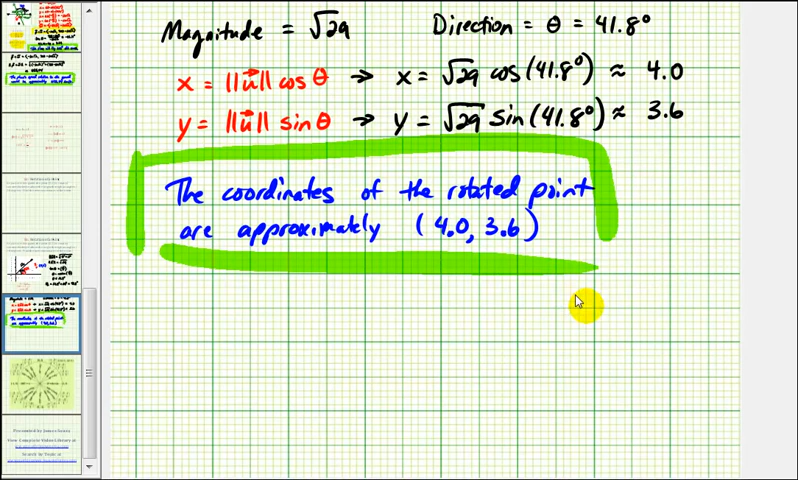 Magnitude = √29 Direction = θ = 41.8°
x = ||u⃗|| cos θ → x = √29 cos(41.8°) ≈ 4.0
y = ||u⃗|| sin θ → y = √29 sin(41.8°) ≈ 3.6
The coordinates of the rotated point
are approximately (4.0, 3.6)